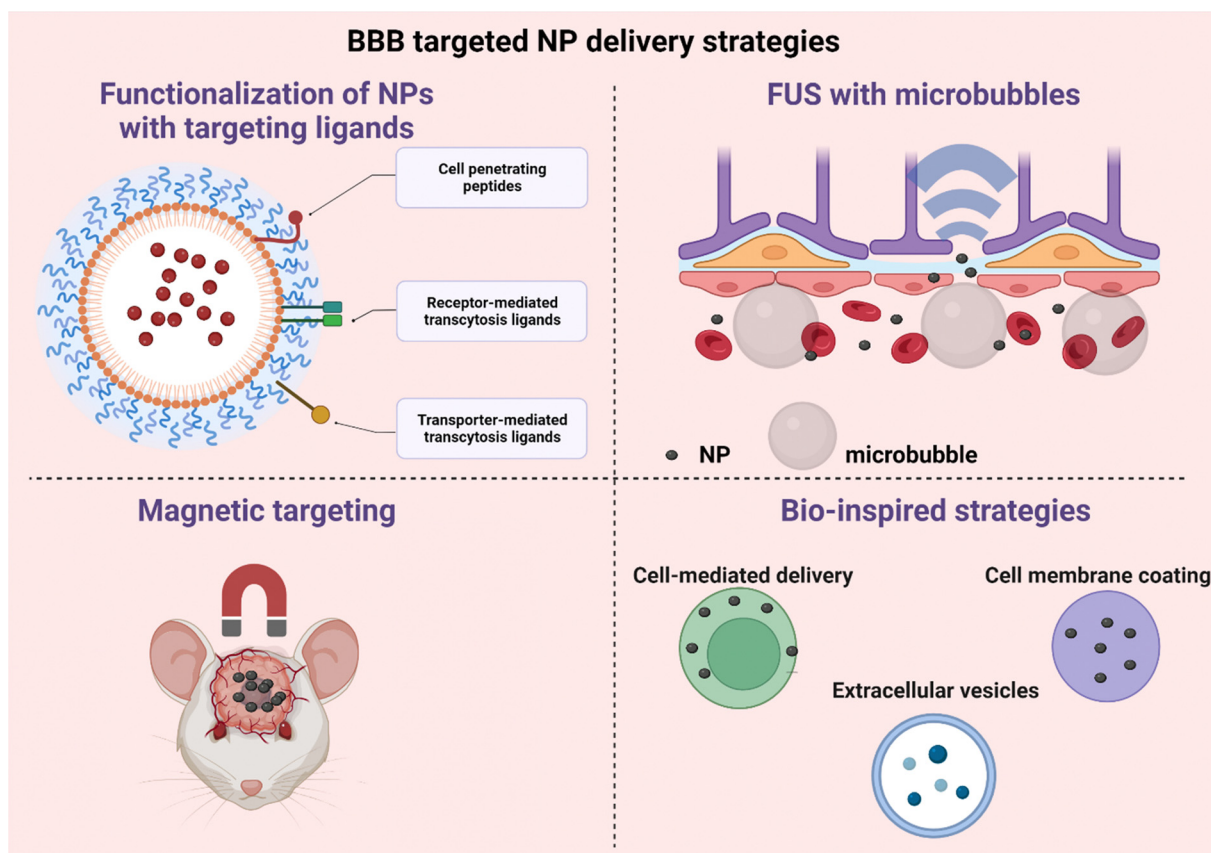 BBB targeted NP delivery strategies
Functionalization of NPs
with targeting ligands
Cell penetrating
peptides
Receptor-mediated
transcytosis ligands
Transporter-mediated
transcytosis ligands
FUS with microbubbles
NP
microbubble
Magnetic targeting
Bio-inspired strategies
Cell-mediated delivery
Cell membrane coating
Extracellular vesicles